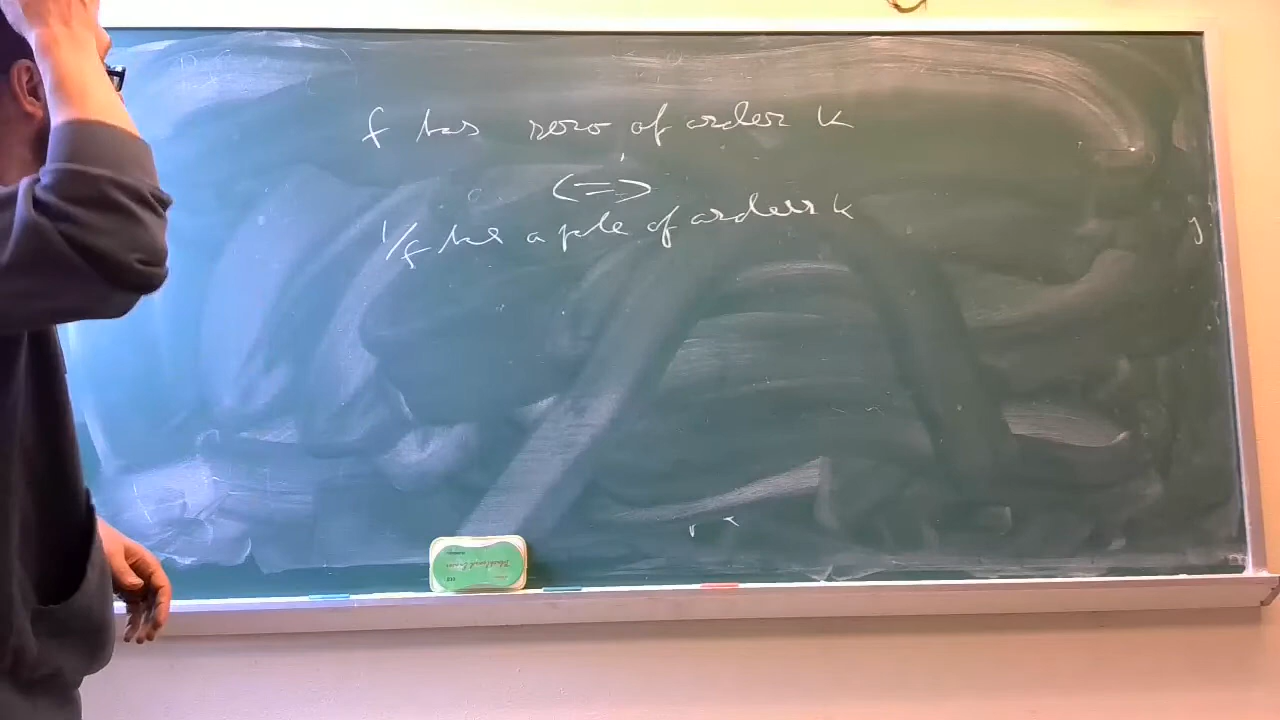 f has zero of order k
<=>
1/f has a pole of order k